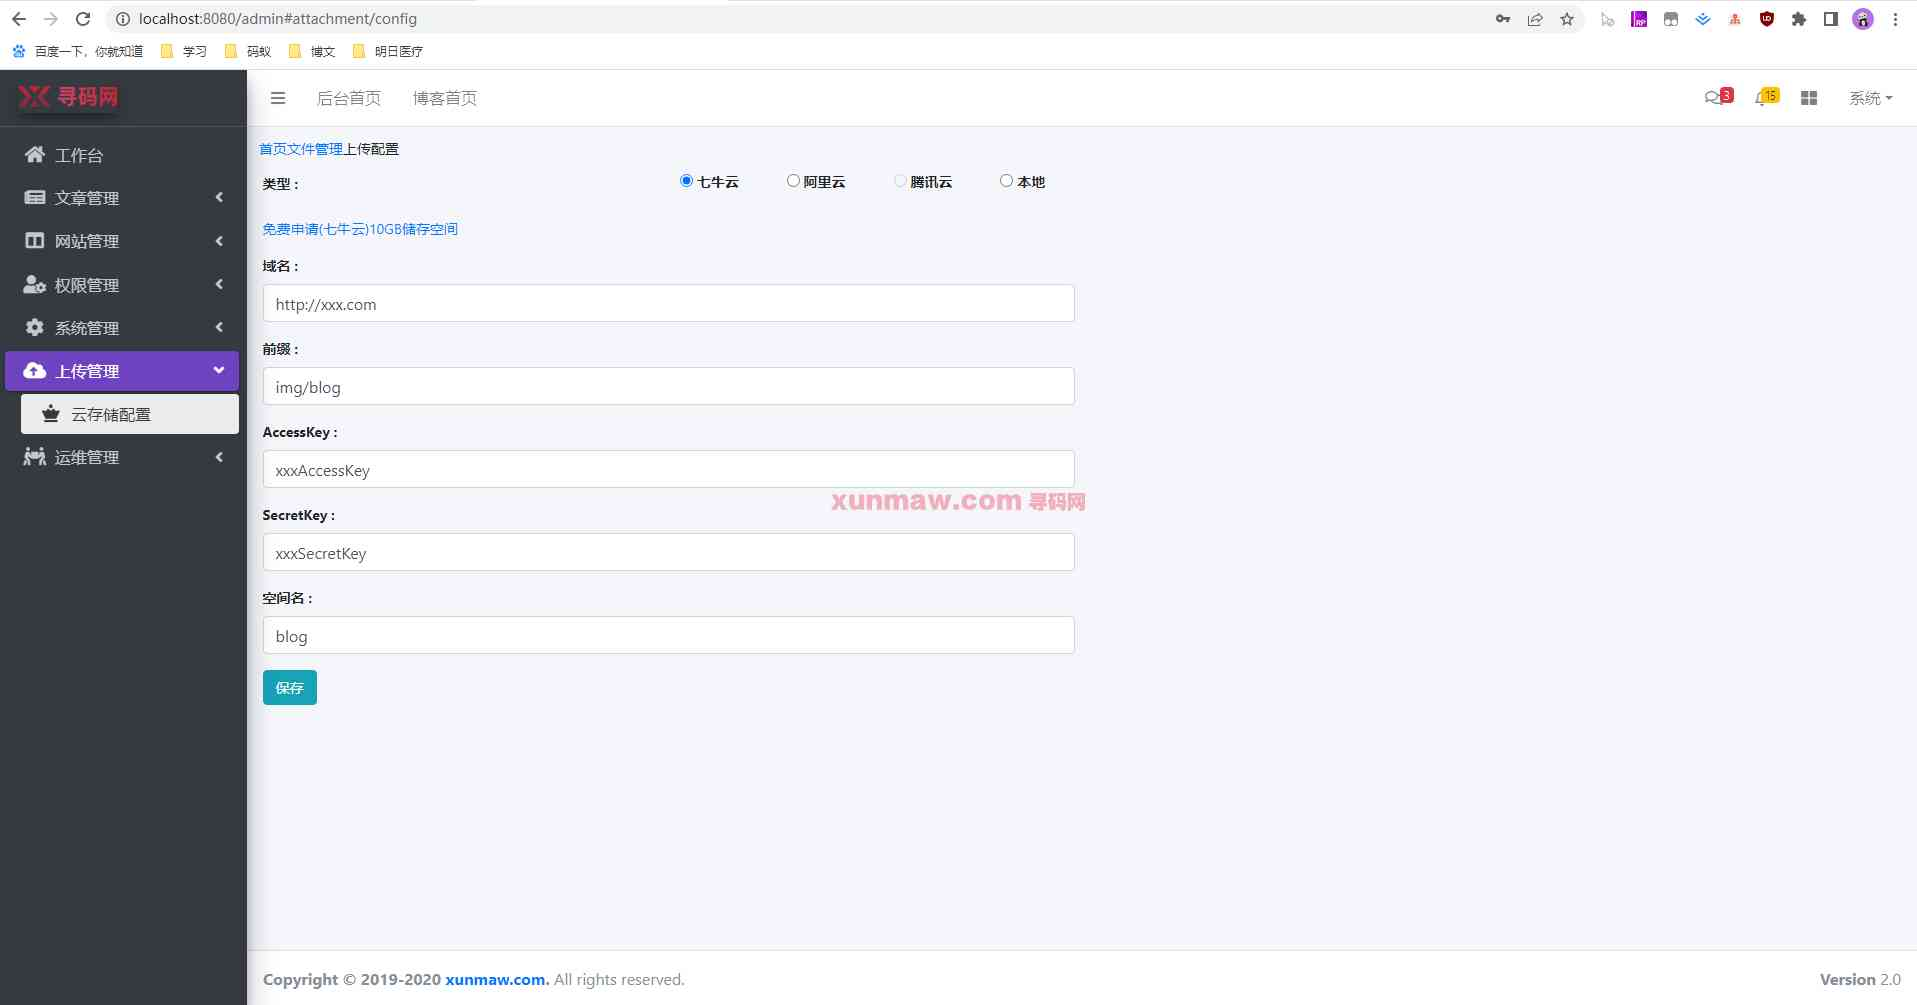 localhost:8080/admin#attachment/config
百度一下，你就知道 学习 码蚁 博文 明日医疗
寻码网
后台首页 博客首页 3 15 系统
首页文件管理上传配置
工作台
文章管理
网站管理
权限管理
系统管理
上传管理
云存储配置
运维管理
类型 : 七牛云 阿里云 腾讯云 本地
免费申请(七牛云)10GB储存空间
域名 :
http://xxx.com
前缀 :
img/blog
AccessKey :
xxxAccessKey
xunmaw.com 寻码网
SecretKey :
xxxSecretKey
空间名 :
blog
保存
Copyright © 2019-2020 xunmaw.com. All rights reserved. Version 2.0